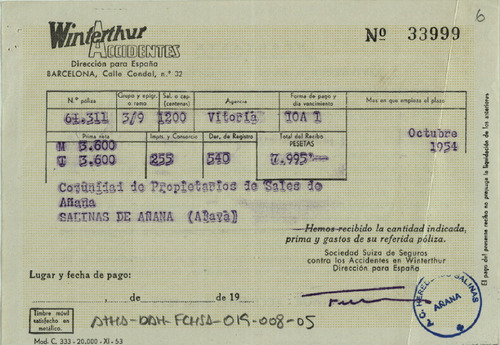 6
Winterthur
ACCIDENTES
Dirección para España
BARCELONA, Calle Condal, n.º 32
Nº 33999
N.º póliza
Grupo y epígr. o ramo
Sal. o cap. (centenas)
Agencia
Forma de pago y día vencimiento
Mes en que empieza el plazo
61.311
3/9
1200
Vitoria
IOA 1
Octubre
1954
Prima neta
Impts. y Consorcio
Der. de Registro
Total del Recibo PESETAS
M 3.600
T 3.600
255
540
7.995
Comunidad de Propietarios de Sales de
Añana
SALINAS DE AÑANA (Alava)
Hemos recibido la cantidad indicada,
prima y gastos de su referida póliza.
Sociedad Suiza de Seguros
contra los Accidentes en Winterthur
Dirección para España
Lugar y fecha de pago:
de de 19
Timbre móvil
satisfecho en
metálico.
ATHA-DAH-FCHSA-019-008-05
Mod. C. 333 - 20.000 - XI - 53
SALINAS
AÑANA
El pago del presente recibo no presupone la liquidación de los anteriores